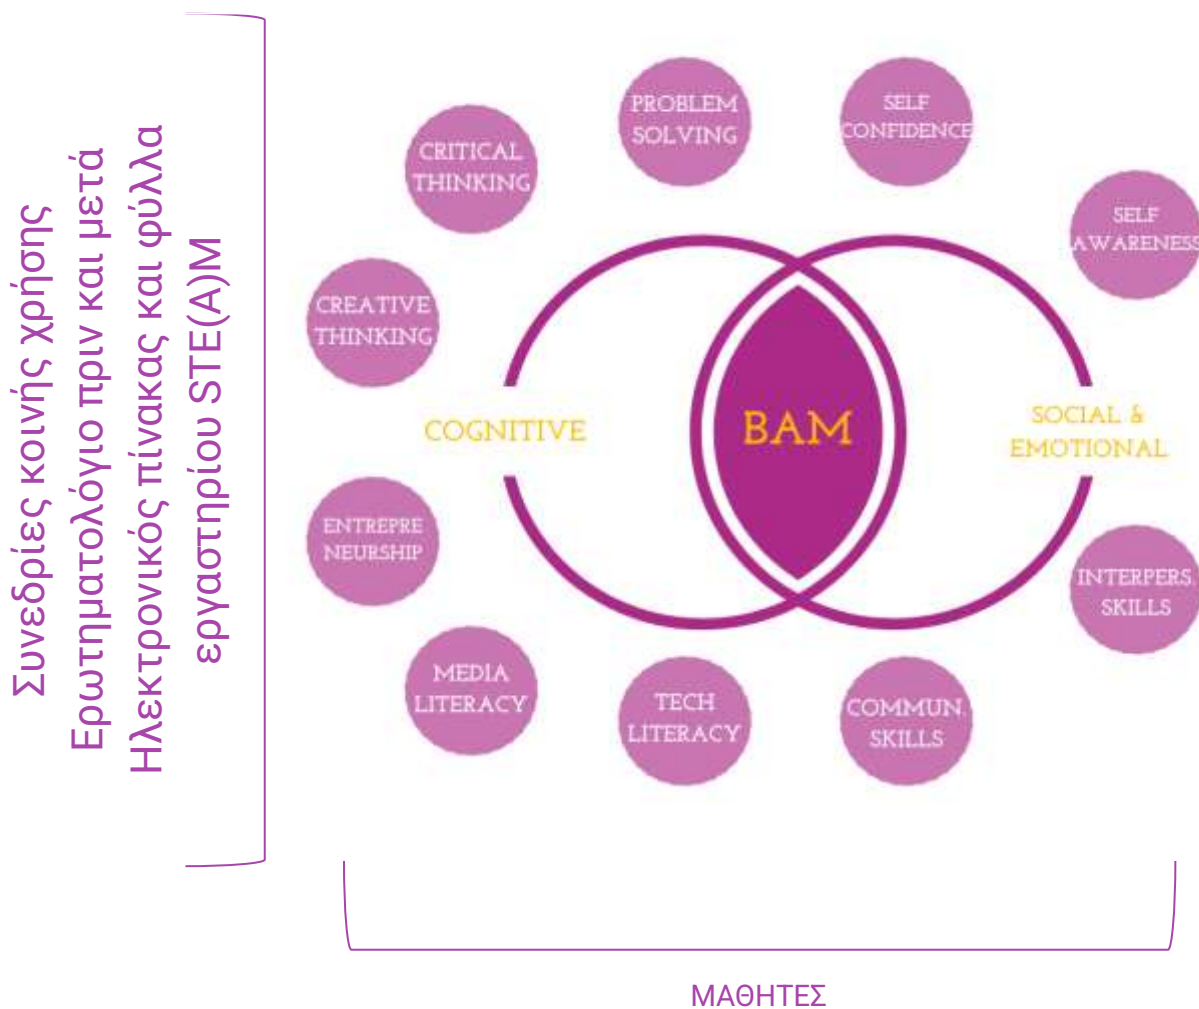 Συνεδρίες κοινής χρήσης
Ερωτηματολόγιο πριν και μετά
Ηλεκτρονικός πίνακας και φύλλα
εργαστηρίου STE(A)M
PROBLEM
SOLVING
SELF
CONFIDENCE
CRITICAL
THINKING
SELF
AWARENESS
CREATIVE
THINKING
COGNITIVE
BAM
SOCIAL &
EMOTIONAL
ENTREPRE
NEURSHIP
INTERPERS.
SKILLS
MEDIA
LITERACY
TECH
LITERACY
COMMUN.
SKILLS
ΜΑΘΗΤΕΣ